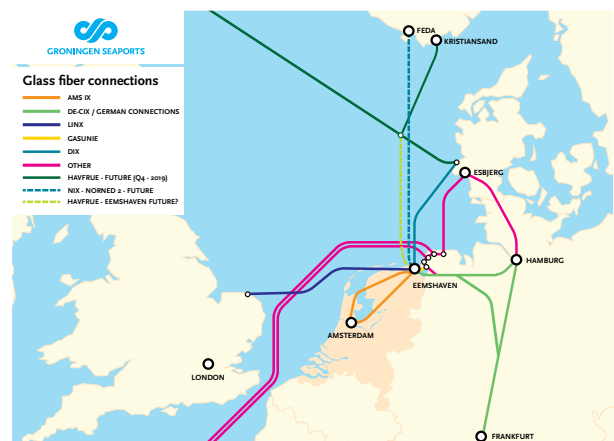 GRONINGEN SEAPORTS
Glass fiber connections
AMS IX
DE-CIX / GERMAN CONNECTIONS
LINX
GASUNIE
DIX
OTHER
HAVFRUE - FUTURE (Q4 - 2019)
NIX - NORNED 2 - FUTURE
HAVFRUE - EEMSHAVEN FUTURE?
FEDA
KRISTIANSAND
ESBJERG
HAMBURG
EEMSHAVEN
AMSTERDAM
LONDON
FRANKFURT